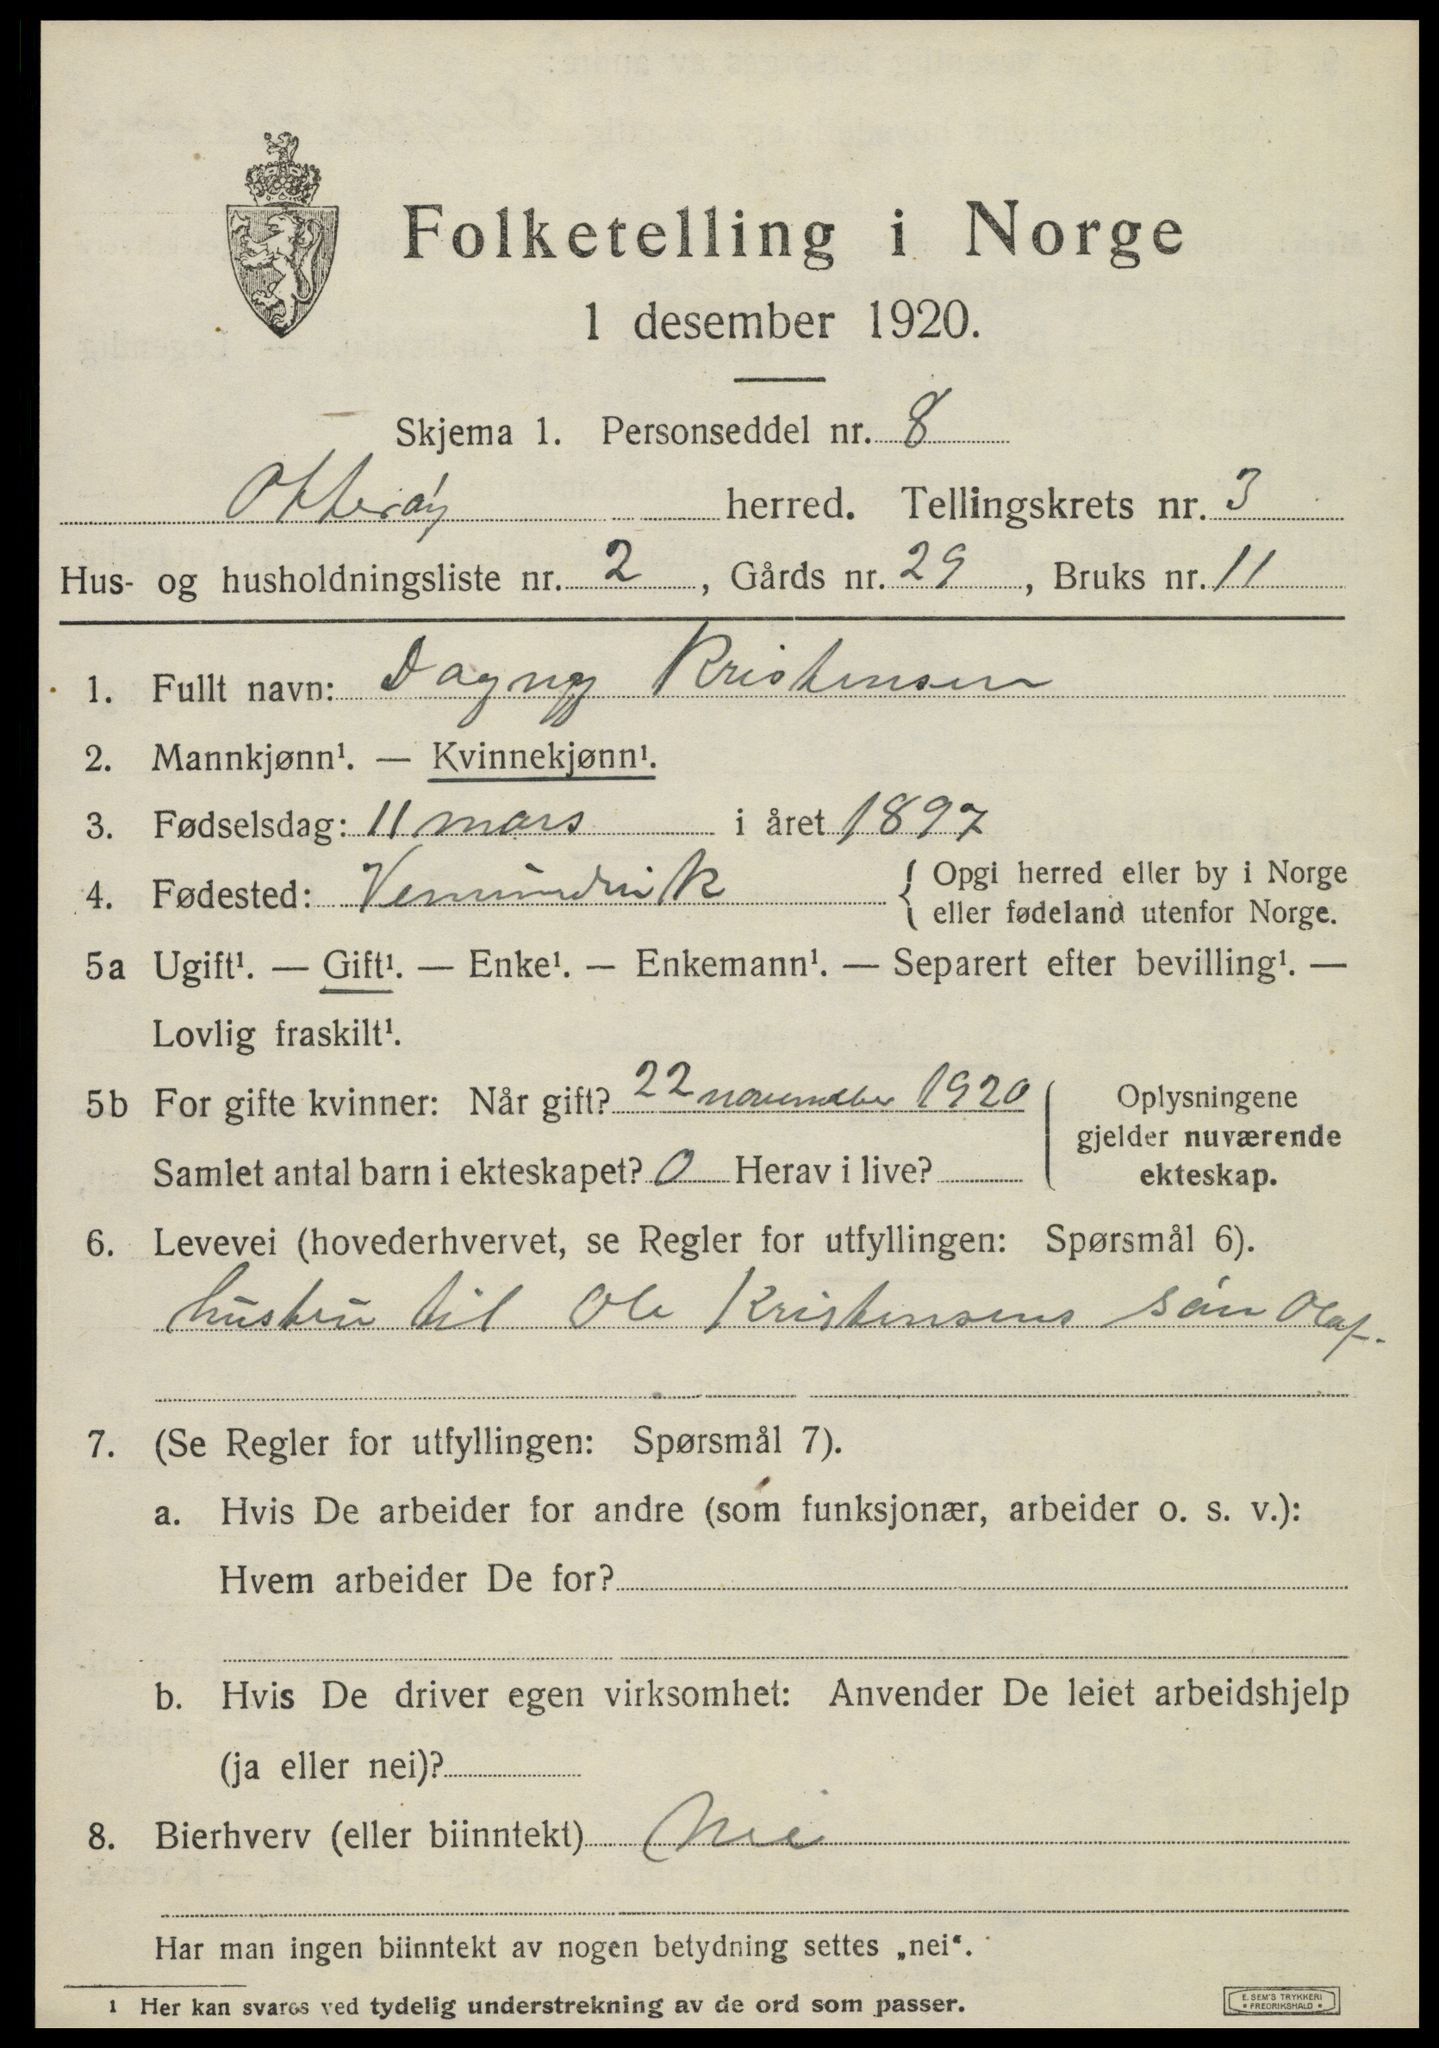 Folketelling i Norge
1 desember 1920.
Skjema 1. Personseddel nr. 8
Otterøy herred. Tellingskrets nr. 3
Hus- og husholdningsliste nr. 2, Gårds nr. 29, Bruks nr. 11
1. Fullt navn: Dagny Kristensen
2. Mannkjønn¹. — Kvinnekjønn¹.
3. Fødselsdag: 11 mars i året 1897
4. Fødested: Vemundvik { Opgi herred eller by i Norge
eller fødeland utenfor Norge.
5a Ugift¹. — Gift¹. — Enke¹. — Enkemann¹. — Separert efter bevilling¹. —
Lovlig fraskilt¹.
5b For gifte kvinner: Når gift? 22 november 1920
Samlet antal barn i ekteskapet? 0 Herav i live?
Oplysningene
gjelder nuværende
ekteskap.
6. Levevei (hovederhvervet, se Regler for utfyllingen: Spørsmål 6).
hustru til Ole Kristensens søn Olaf.
7. (Se Regler for utfyllingen: Spørsmål 7).
a. Hvis De arbeider for andre (som funksjonær, arbeider o. s. v.):
Hvem arbeider De for?
b. Hvis De driver egen virksomhet: Anvender De leiet arbeidshjelp
(ja eller nei)?
8. Bierhverv (eller biinntekt) Nei
Har man ingen biinntekt av nogen betydning settes „nei“.
¹ Her kan svares ved tydelig understrekning av de ord som passer.
E. SEM'S TRYKKERI
• FREDRIKSHALD •